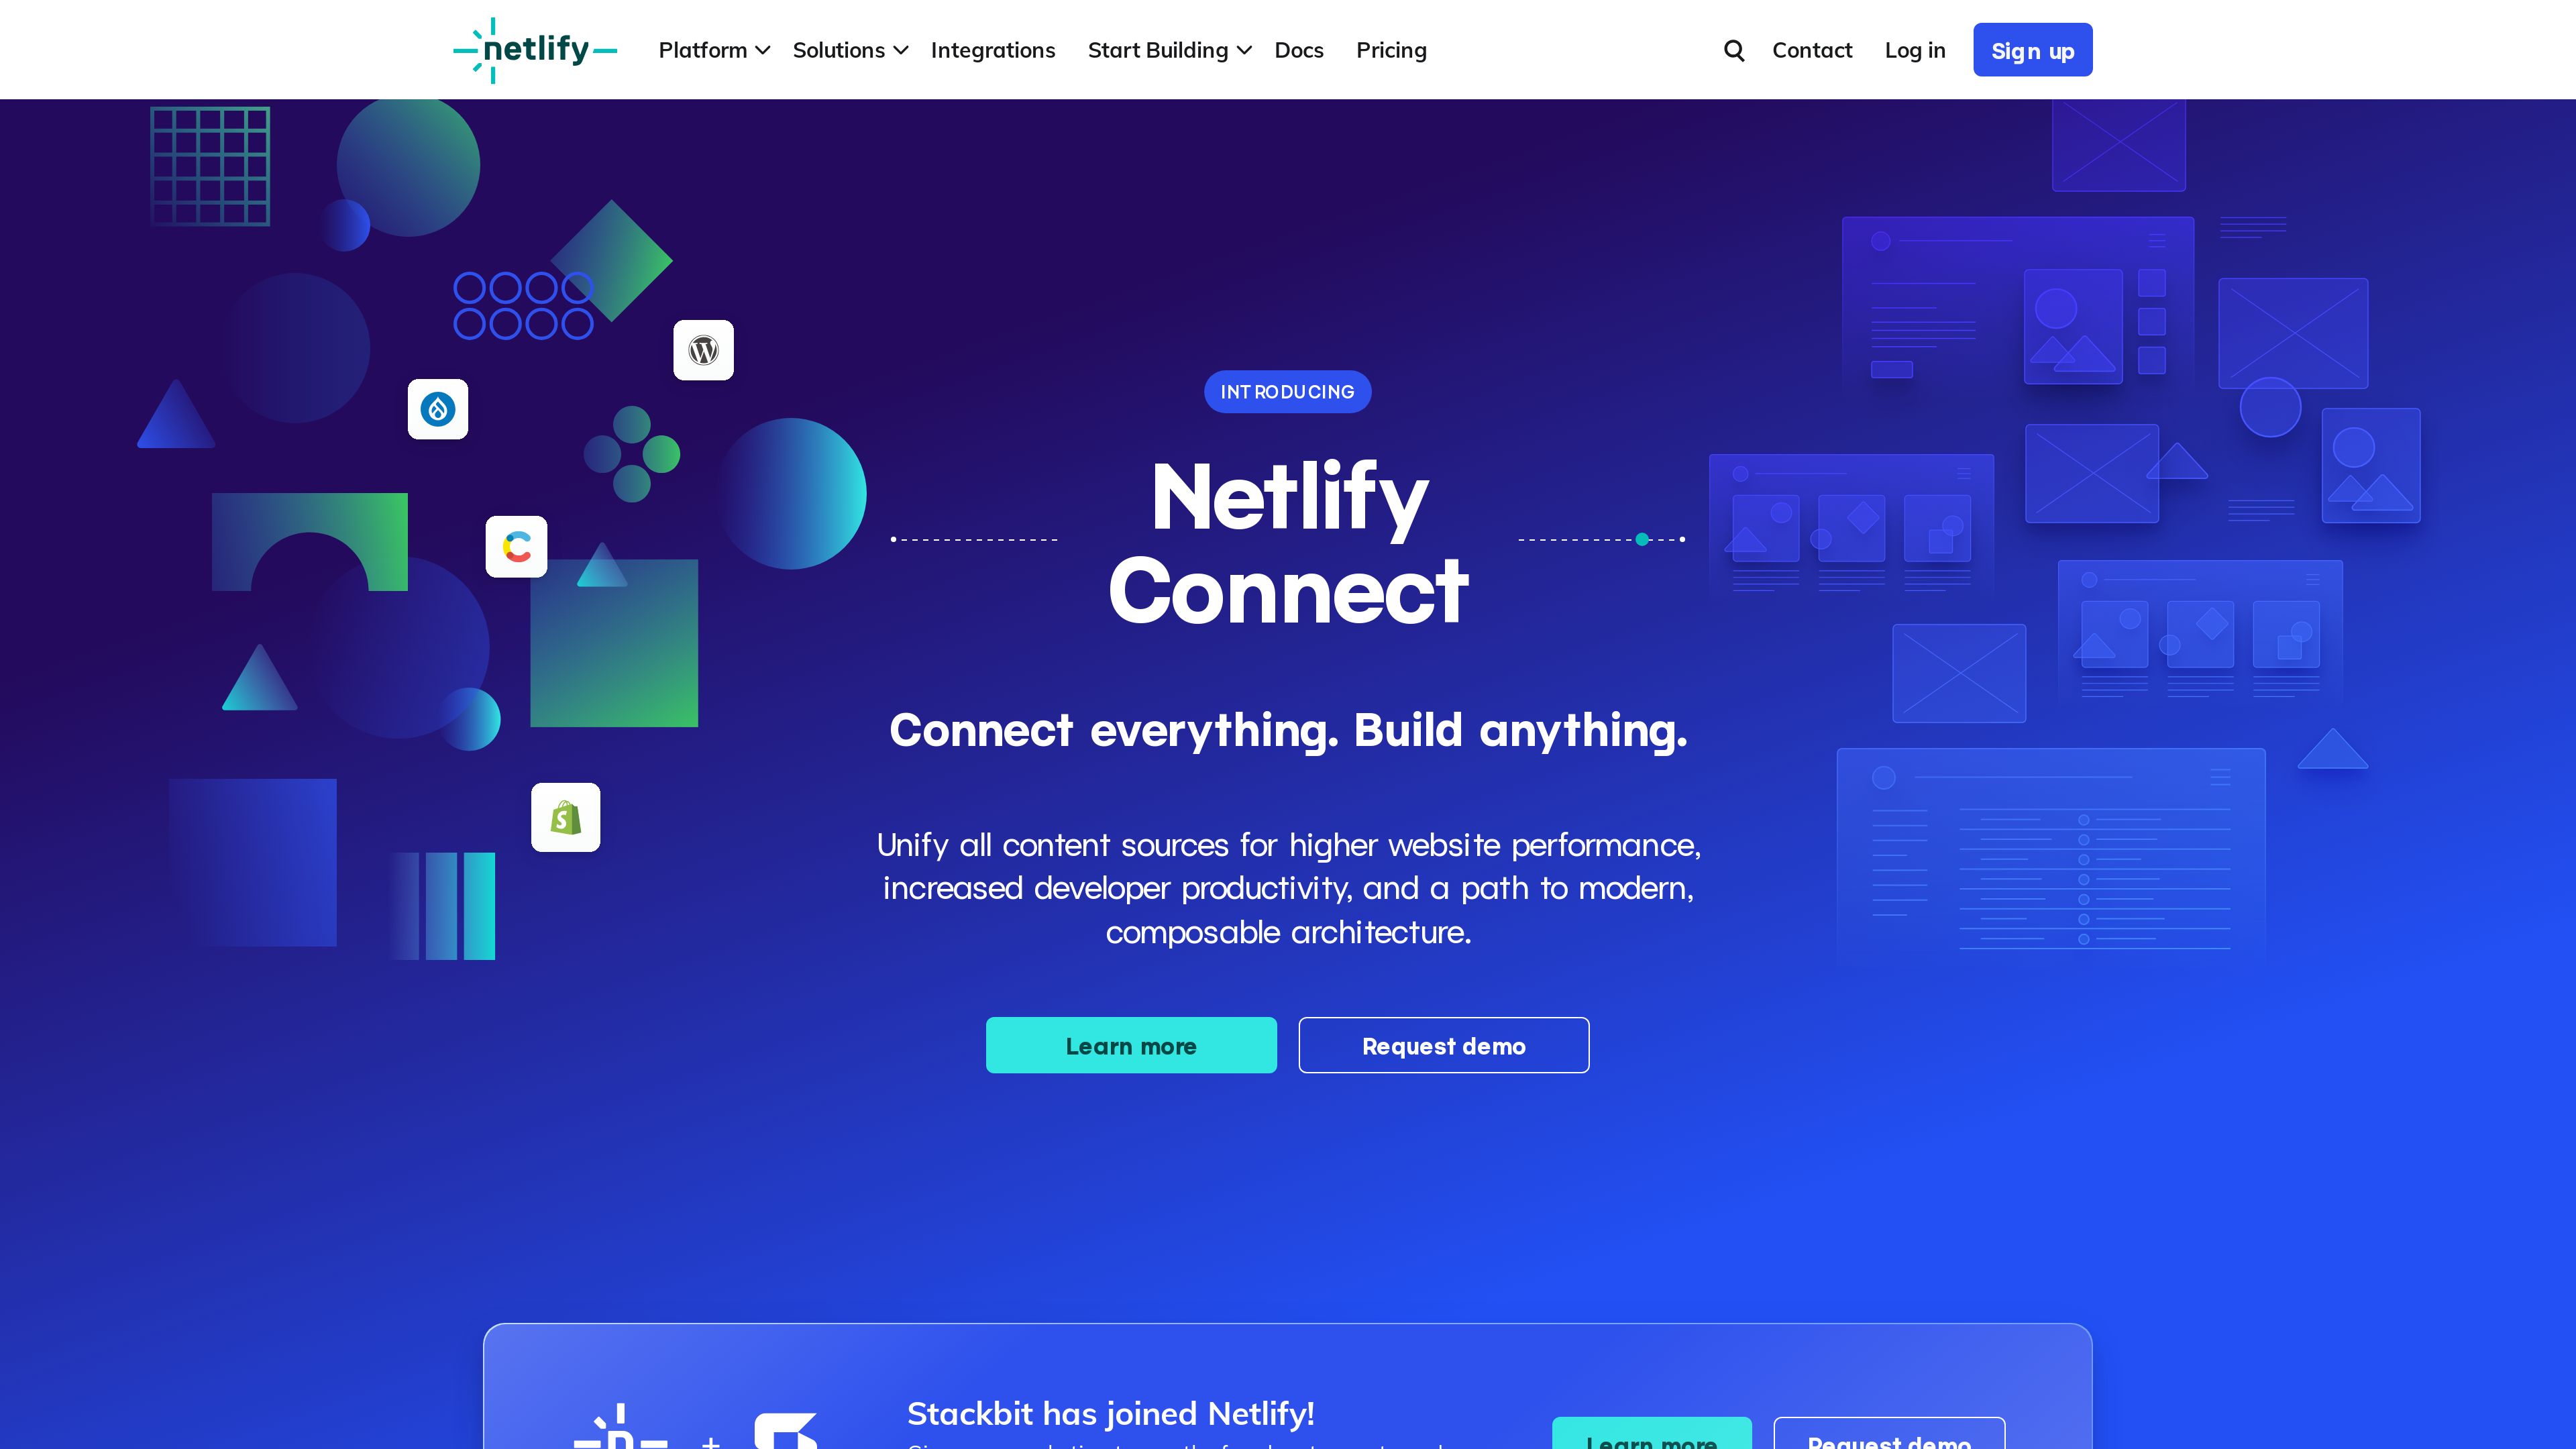 netlify
Platform Solutions Integrations Start Building Docs Pricing
Contact Log in Sign up
INTRODUCING
Netlify
Connect
Connect everything. Build anything.
Unify all content sources for higher website performance,
increased developer productivity, and a path to modern,
composable architecture.
Learn more Request demo
Stackbit has joined Netlify!
Learn more Request demo